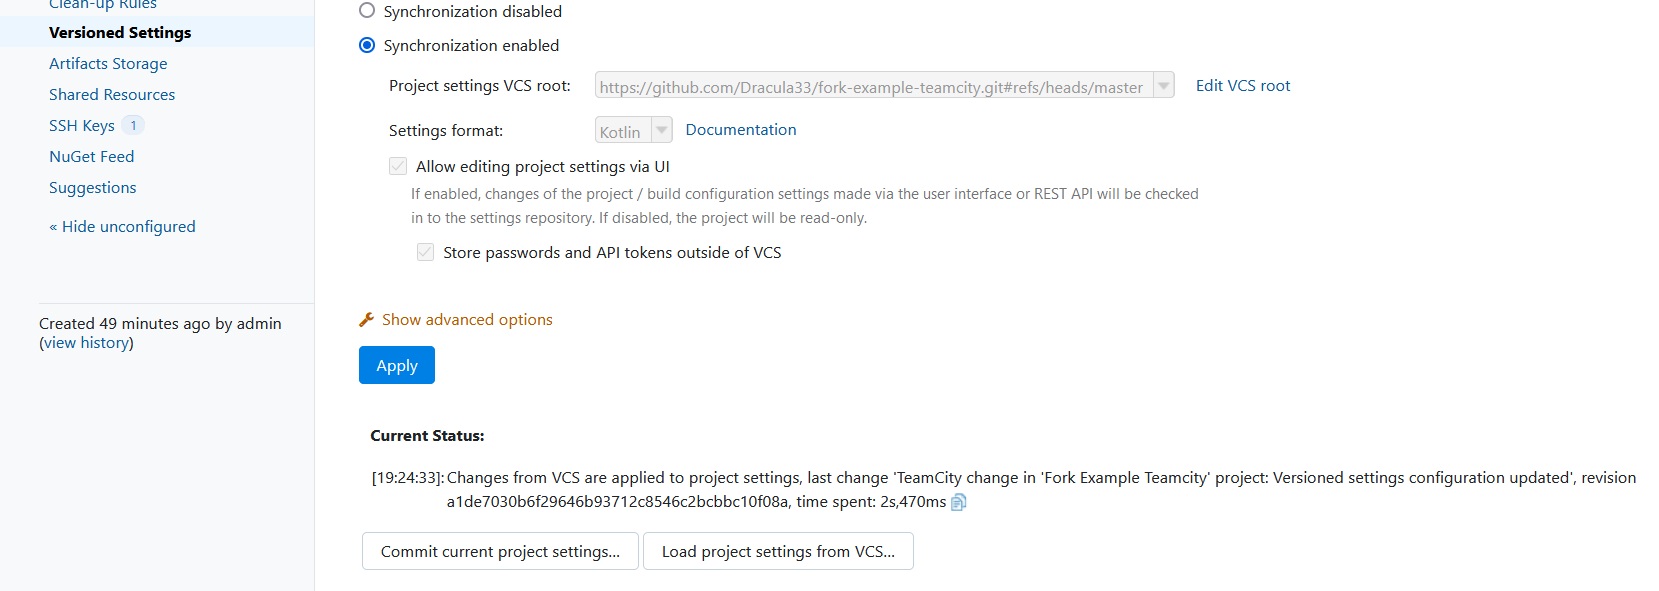 Clean-up Rules
Versioned Settings
Artifacts Storage
Shared Resources
SSH Keys 1
NuGet Feed
Suggestions
« Hide unconfigured
Created 49 minutes ago by admin
(view history)
Synchronization disabled
Synchronization enabled
Project settings VCS root: https://github.com/Dracula33/fork-example-teamcity.git#refs/heads/master Edit VCS root
Settings format: Kotlin Documentation
Allow editing project settings via UI
If enabled, changes of the project / build configuration settings made via the user interface or REST API will be checked
in to the settings repository. If disabled, the project will be read-only.
Store passwords and API tokens outside of VCS
Show advanced options
Apply
Current Status:
[19:24:33]: Changes from VCS are applied to project settings, last change 'TeamCity change in 'Fork Example Teamcity' project: Versioned settings configuration updated', revision
a1de7030b6f29646b93712c8546c2bcbbc10f08a, time spent: 2s,470ms
Commit current project settings... Load project settings from VCS...